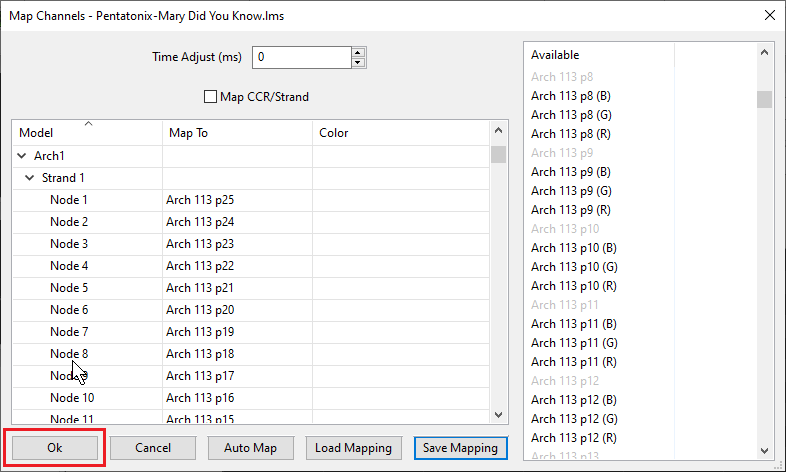 Map Channels - Pentatonix-Mary Did You Know.lms
Time Adjust (ms) 0
Map CCR/Strand
Model Map To Color
Arch1
Strand 1
Node 1 Arch 113 p25
Node 2 Arch 113 p24
Node 3 Arch 113 p23
Node 4 Arch 113 p22
Node 5 Arch 113 p21
Node 6 Arch 113 p20
Node 7 Arch 113 p19
Node 8 Arch 113 p18
Node 9 Arch 113 p17
Node 10 Arch 113 p16
Node 11 Arch 113 p15
Ok Cancel Auto Map Load Mapping Save Mapping
Available
Arch 113 p8
Arch 113 p8 (B)
Arch 113 p8 (G)
Arch 113 p8 (R)
Arch 113 p9
Arch 113 p9 (B)
Arch 113 p9 (G)
Arch 113 p9 (R)
Arch 113 p10
Arch 113 p10 (B)
Arch 113 p10 (G)
Arch 113 p10 (R)
Arch 113 p11
Arch 113 p11 (B)
Arch 113 p11 (G)
Arch 113 p11 (R)
Arch 113 p12
Arch 113 p12 (B)
Arch 113 p12 (G)
Arch 113 p12 (R)
Arch 113 p13